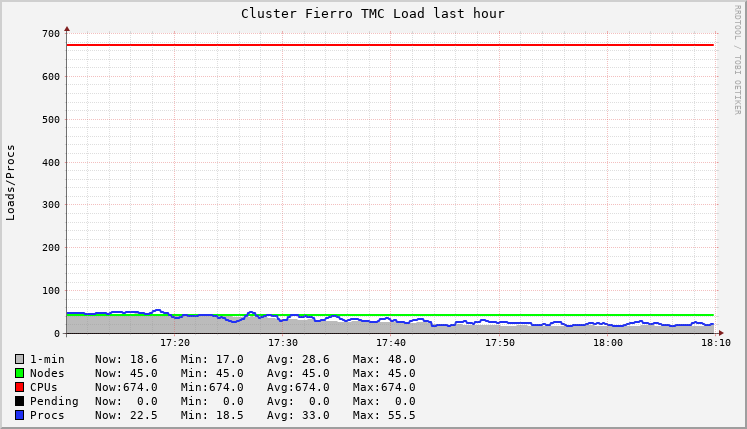 Cluster Fierro TMC Load last hour
RRDTOOL / TOBI OETIKER
Loads/Procs
700
600
500
400
300
200
100
0
17:20 17:30 17:40 17:50 18:00 18:10
1-min Now: 18.6 Min: 17.0 Avg: 28.6 Max: 48.0
Nodes Now: 45.0 Min: 45.0 Avg: 45.0 Max: 45.0
CPUs Now:674.0 Min:674.0 Avg:674.0 Max:674.0
Pending Now: 0.0 Min: 0.0 Avg: 0.0 Max: 0.0
Procs Now: 22.5 Min: 18.5 Avg: 33.0 Max: 55.5